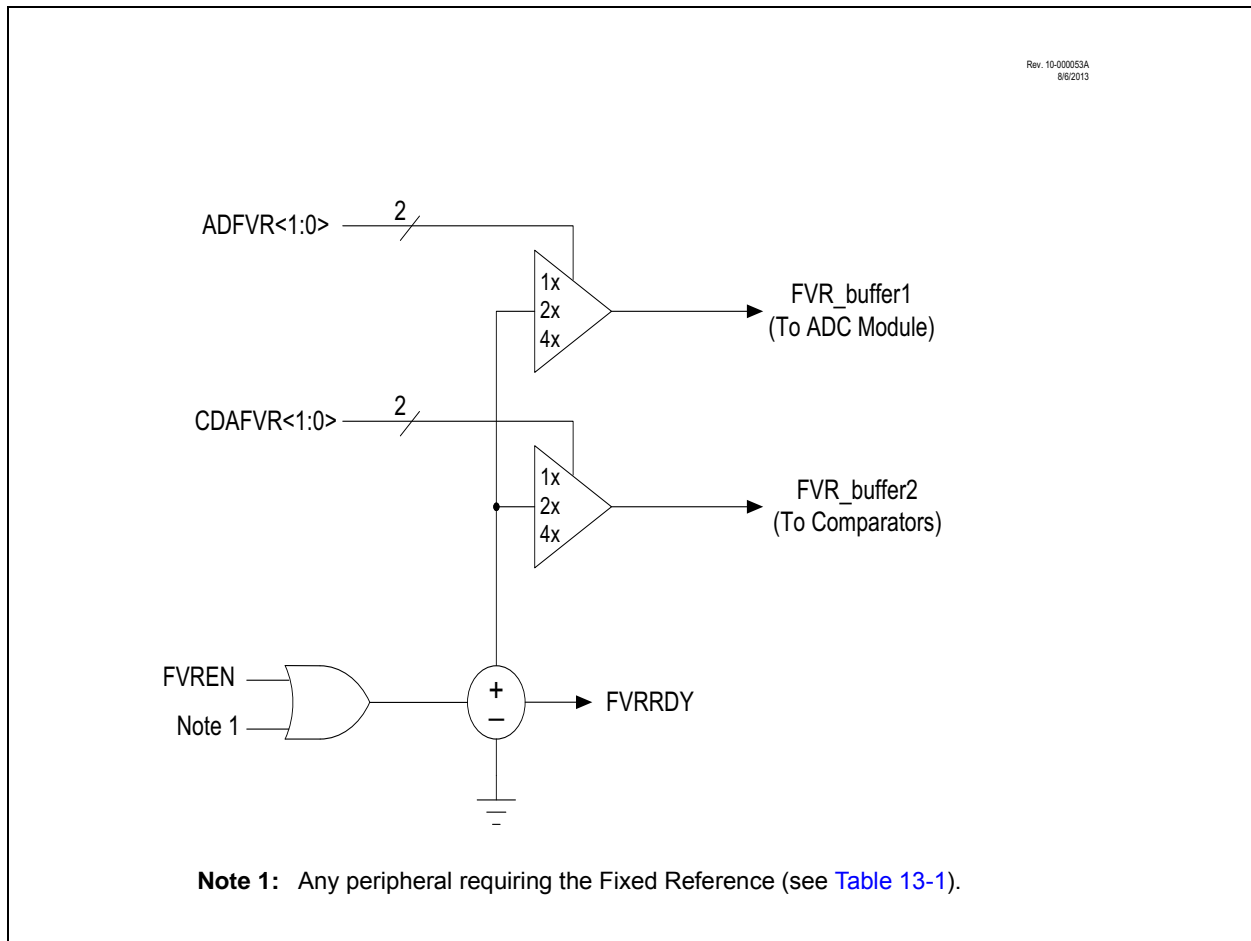 Rev. 10-000053A
8/6/2013
ADFVR<1:0>
2
1x
2x
4x
FVR_buffer1
(To ADC Module)
CDAFVR<1:0>
2
1x
2x
4x
FVR_buffer2
(To Comparators)
FVREN
Note 1
+
–
FVRRDY
Note 1: Any peripheral requiring the Fixed Reference (see Table 13-1).